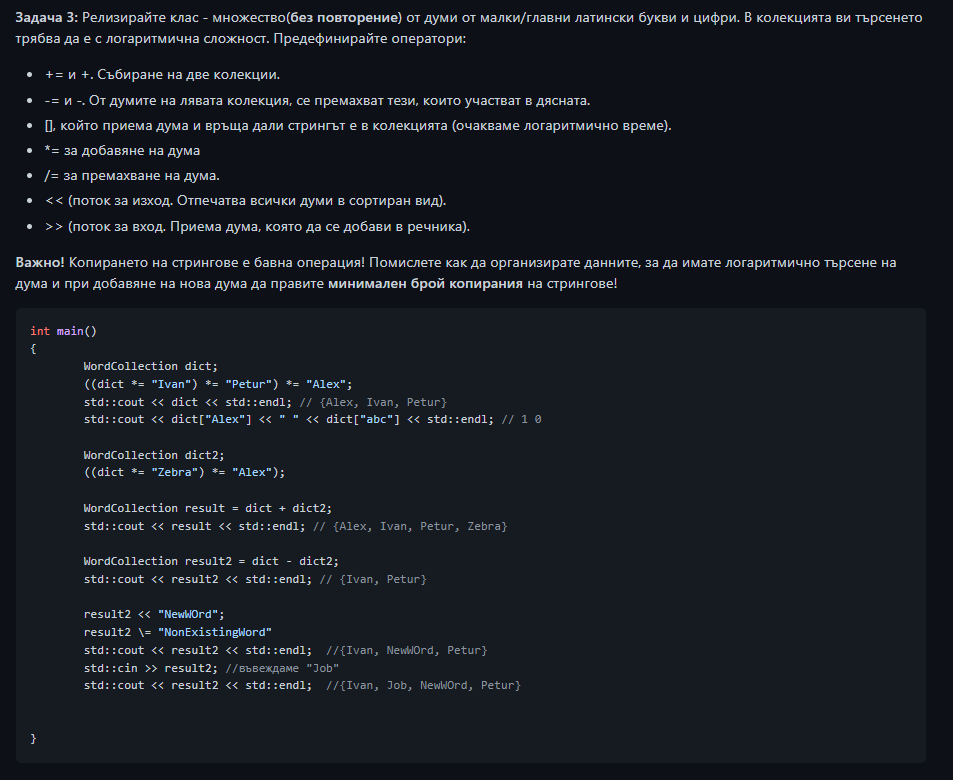 Задача 3: Релизирайте клас - множество(без повторение) от думи от малки/главни латински букви и цифри. В колекцията ви търсенето
трябва да е с логаритмична сложност. Предефинирайте оператори:
• += и +. Събиране на две колекции.
• -= и -. От думите на лявата колекция, се премахват тези, които участват в дясната.
• [], който приема дума и връща дали стрингът е в колекцията (очакваме логаритмично време).
• *= за добавяне на дума
• /= за премахване на дума.
• << (поток за изход. Отпечатва всички думи в сортиран вид).
• >> (поток за вход. Приема дума, която да се добави в речника).
Важно! Копирането на стрингове е бавна операция! Помислете как да организирате данните, за да имате логаритмично търсене на
дума и при добавяне на нова дума да правите минимален брой копирания на стрингове!
int main()
{
WordCollection dict;
((dict *= "Ivan") *= "Petur") *= "Alex";
std::cout << dict << std::endl; // {Alex, Ivan, Petur}
std::cout << dict["Alex"] << " " << dict["abc"] << std::endl; // 1 0
WordCollection dict2;
((dict *= "Zebra") *= "Alex");
WordCollection result = dict + dict2;
std::cout << result << std::endl; // {Alex, Ivan, Petur, Zebra}
WordCollection result2 = dict - dict2;
std::cout << result2 << std::endl; // {Ivan, Petur}
result2 << "NewWOrd";
result2 \= "NonExistingWord"
std::cout << result2 << std::endl;  //{Ivan, NewWOrd, Petur}
std::cin >> result2; //въвеждаме "Job"
std::cout << result2 << std::endl;  //{Ivan, Job, NewWOrd, Petur}
}